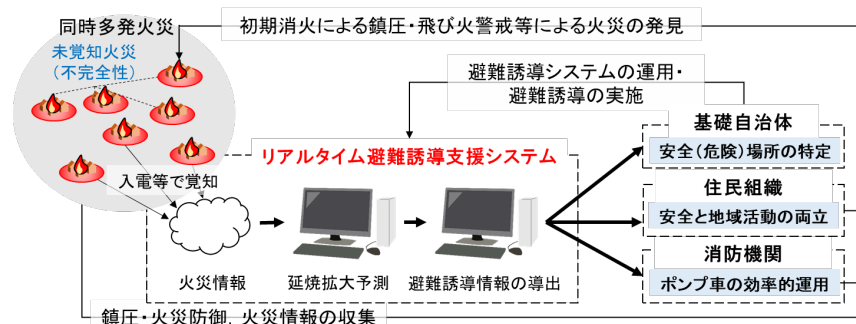 同時多発火災
初期消火による鎮圧・飛び火警戒等による火災の発見
未覚知火災
(不完全性)
避難誘導システムの運用・
避難誘導の実施
基礎自治体
安全(危険)場所の特定
リアルタイム避難誘導支援システム
入電等で覚知
住民組織
安全と地域活動の両立
消防機関
ポンプ車の効率的運用
火災情報
延焼拡大予測
避難誘導情報の導出
鎮圧・火災防御，火災情報の収集